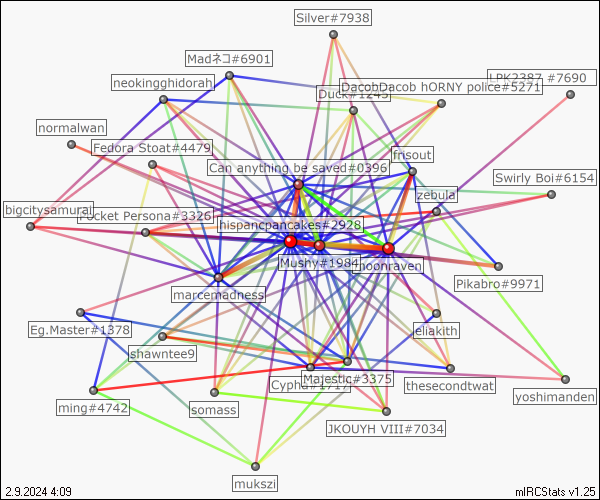 Silver#7938
Madネコ#6901
neokingghidorah
LPK2387 #7690
DacobDacob hORNY police#5271
Duck#1245
normalwan
Fedora Stoat#4479
fnsout
Can anything be saved#0396
Swirly Boi#6154
zebula
bigcitysamurai
Pocket Persona#3326
hispancpancakes#2928
Mushy#1984
moonraven
Pikabro#9971
marcemadness
Eg.Master#1378
eliakith
shawntee9
Majestic#3375
thesecondtwat
yoshimanden
ming#4742
somass
JKOUYH VIII#7034
mukszi
2.9.2024 4:09
mIRCStats v1.25